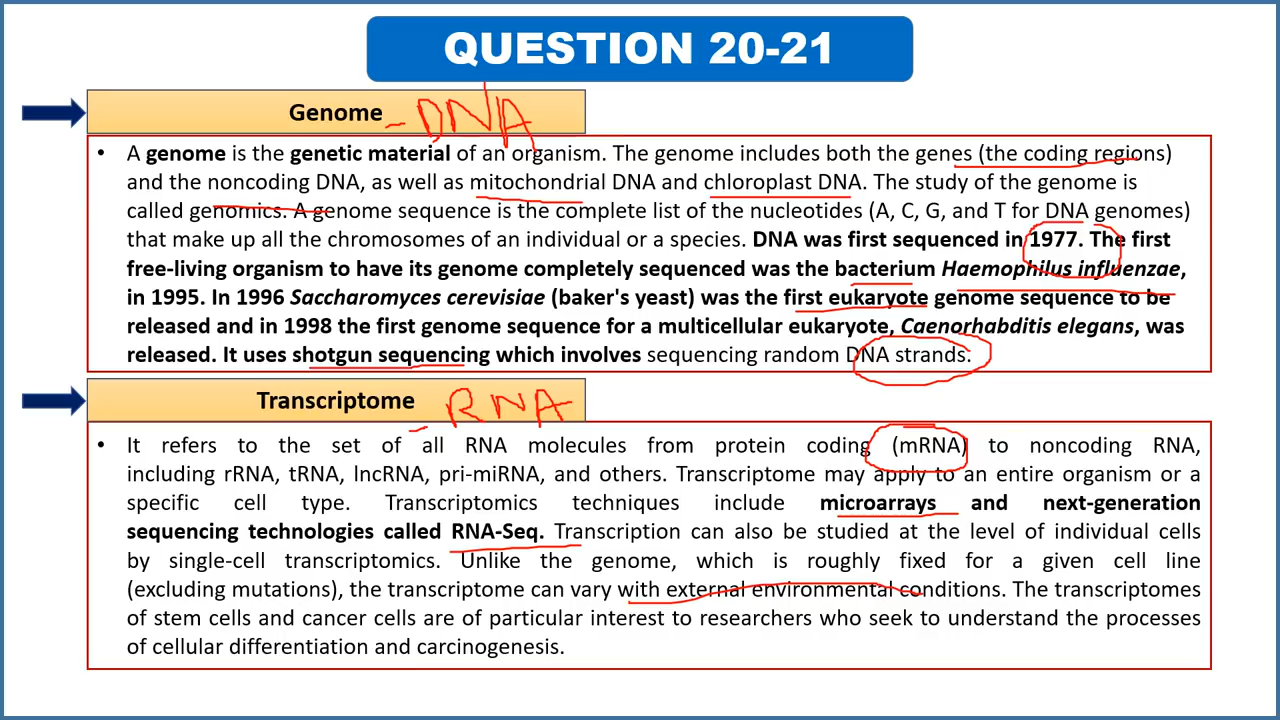 QUESTION 20-21
Genome
- DNA
• A genome is the genetic material of an organism. The genome includes both the genes (the coding regions)
and the noncoding DNA, as well as mitochondrial DNA and chloroplast DNA. The study of the genome is
called genomics. A genome sequence is the complete list of the nucleotides (A, C, G, and T for DNA genomes)
that make up all the chromosomes of an individual or a species. DNA was first sequenced in 1977. The first
free-living organism to have its genome completely sequenced was the bacterium Haemophilus influenzae,
in 1995. In 1996 Saccharomyces cerevisiae (baker's yeast) was the first eukaryote genome sequence to be
released and in 1998 the first genome sequence for a multicellular eukaryote, Caenorhabditis elegans, was
released. It uses shotgun sequencing which involves sequencing random DNA strands.
Transcriptome
- RNA
• It refers to the set of all RNA molecules from protein coding (mRNA) to noncoding RNA,
including rRNA, tRNA, lncRNA, pri-miRNA, and others. Transcriptome may apply to an entire organism or a
specific cell type. Transcriptomics techniques include microarrays and next-generation
sequencing technologies called RNA-Seq. Transcription can also be studied at the level of individual cells
by single-cell transcriptomics. Unlike the genome, which is roughly fixed for a given cell line
(excluding mutations), the transcriptome can vary with external environmental conditions. The transcriptomes
of stem cells and cancer cells are of particular interest to researchers who seek to understand the processes
of cellular differentiation and carcinogenesis.